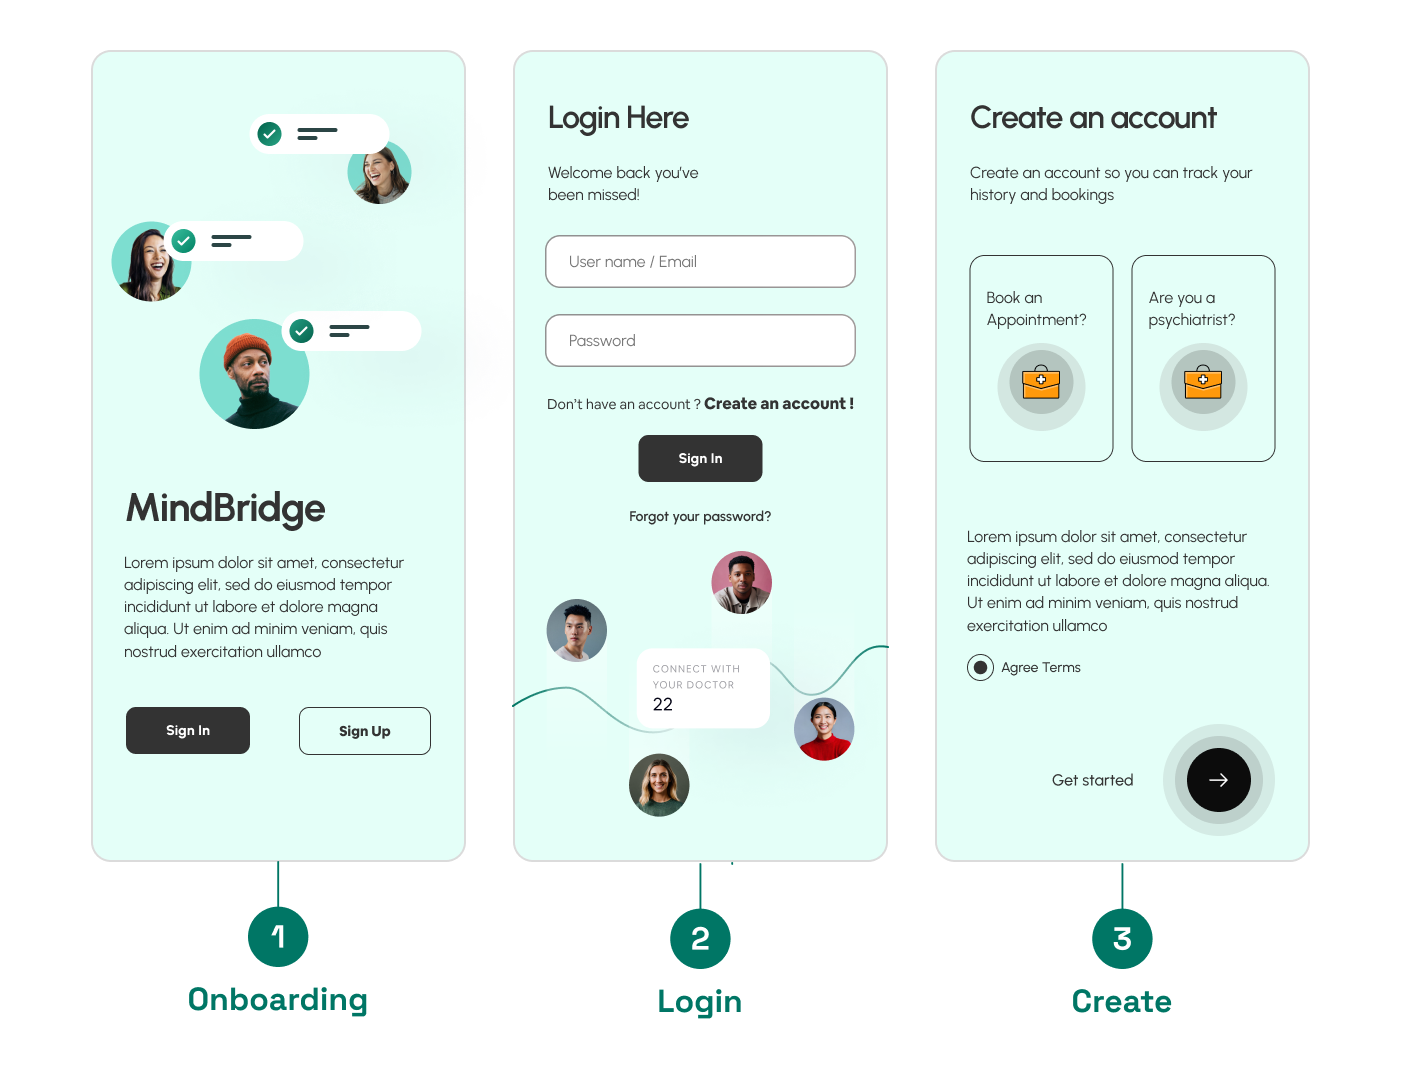 MindBridge
Lorem ipsum dolor sit amet, consectetur
adipiscing elit, sed do eiusmod tempor
incididunt ut labore et dolore magna
aliqua. Ut enim ad minim veniam, quis
nostrud exercitation ullamco
Sign In
Sign Up
1
Onboarding
Login Here
Welcome back you've
been missed!
User name / Email
Password
Don't have an account ? Create an account !
Sign In
Forgot your password?
CONNECT WITH
YOUR DOCTOR
22
2
Login
Create an account
Create an account so you can track your
history and bookings
Book an
Appointment?
Are you a
psychiatrist?
Lorem ipsum dolor sit amet, consectetur
adipiscing elit, sed do eiusmod tempor
incididunt ut labore et dolore magna aliqua.
Ut enim ad minim veniam, quis nostrud
exercitation ullamco
Agree Terms
Get started
3
Create